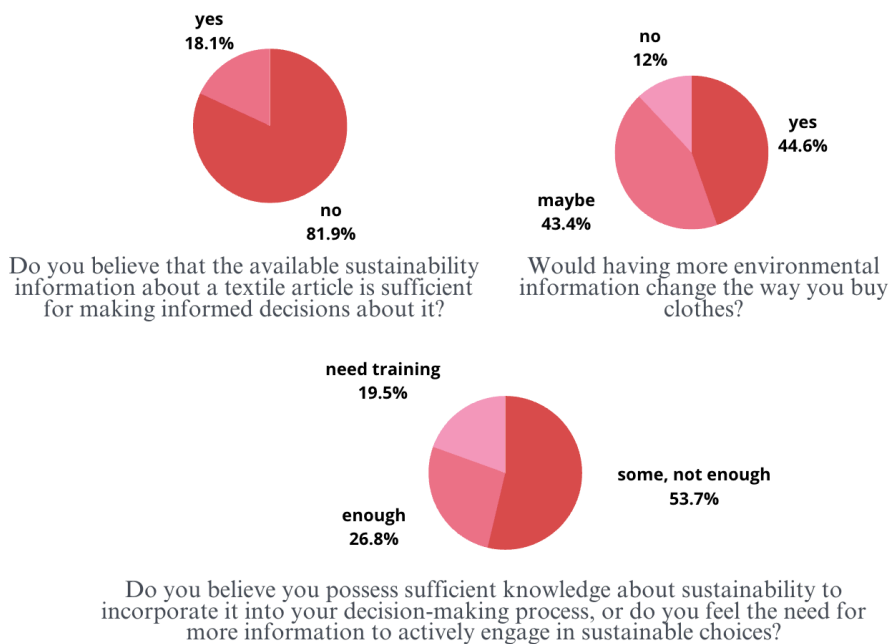 yes
18.1%
no
81.9%
Do you believe that the available sustainability
information about a textile article is sufficient
for making informed decisions about it?
no
12%
yes
44.6%
maybe
43.4%
Would having more environmental
information change the way you buy
clothes?
need training
19.5%
some, not enough
53.7%
enough
26.8%
Do you believe you possess sufficient knowledge about sustainability to
incorporate it into your decision-making process, or do you feel the need for
more information to actively engage in sustainable choices?